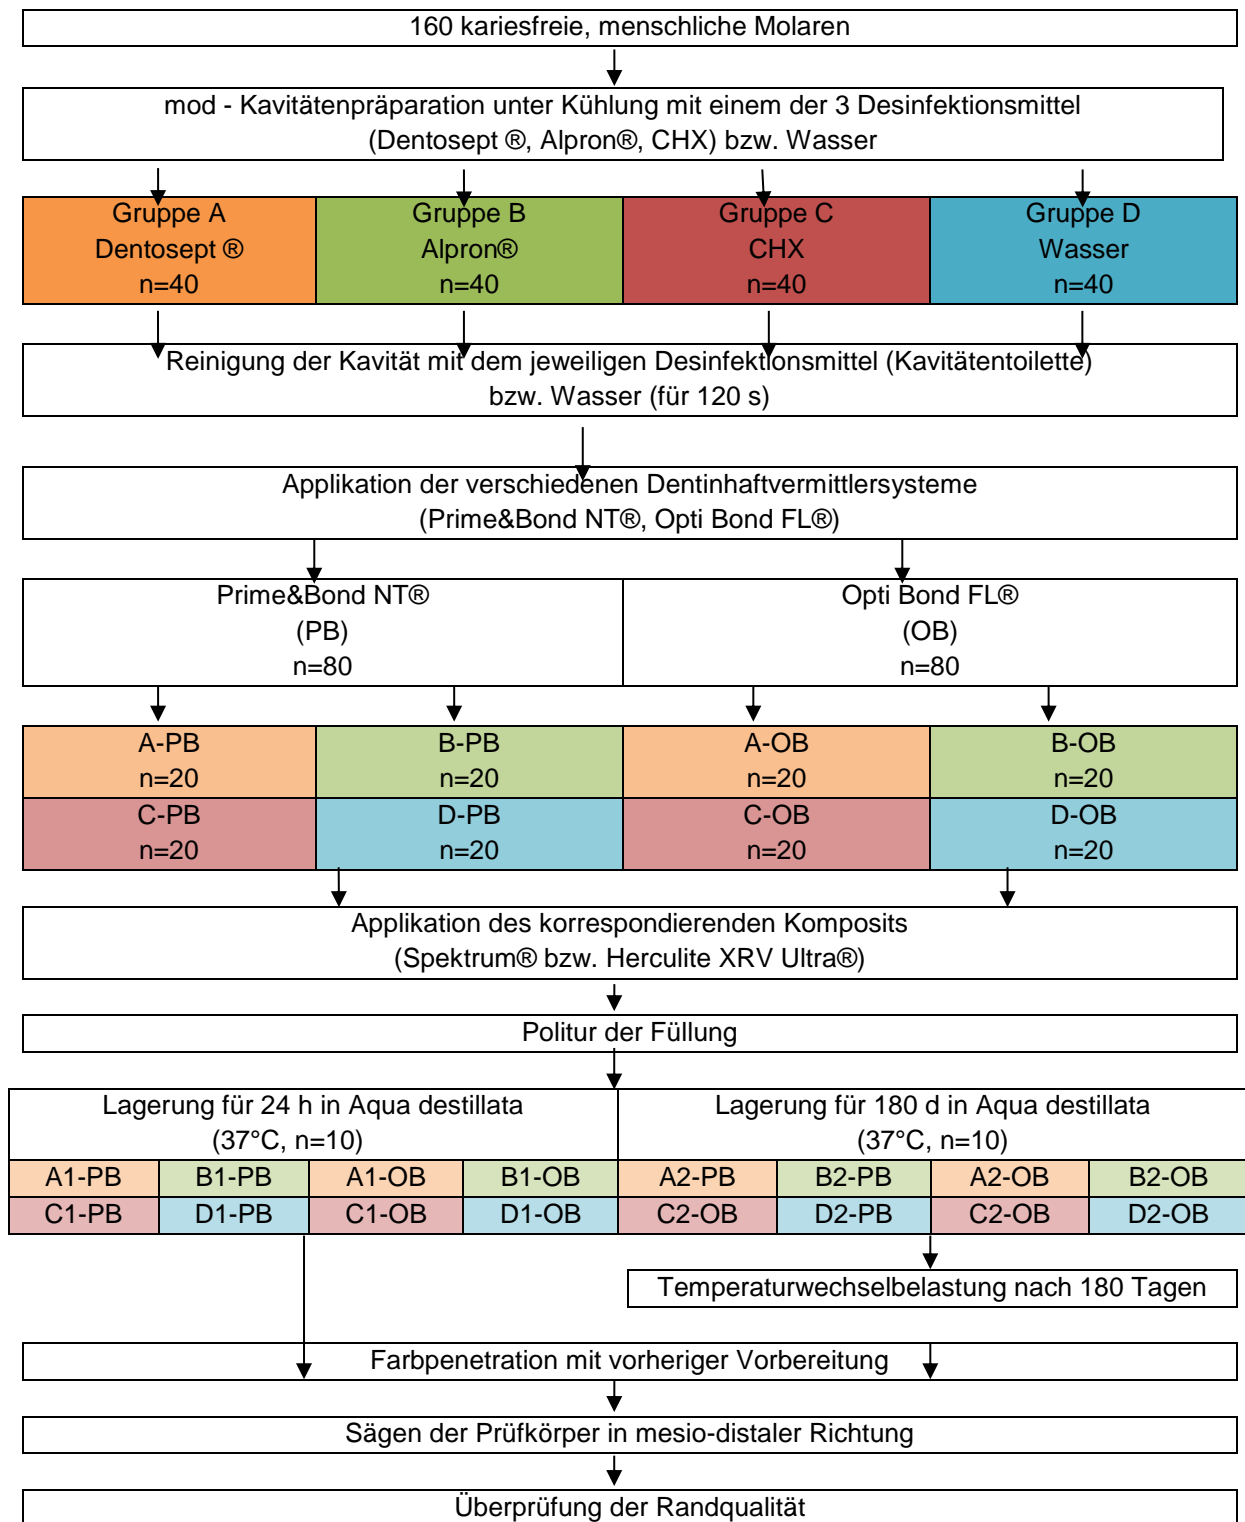 160 kariesfreie, menschliche Molaren
mod - Kavitätenpräparation unter Kühlung mit einem der 3 Desinfektionsmittel
(Dentosept ®, Alpron®, CHX) bzw. Wasser
Gruppe A
Dentosept ®
n=40
Gruppe B
Alpron®
n=40
Gruppe C
CHX
n=40
Gruppe D
Wasser
n=40
Reinigung der Kavität mit dem jeweiligen Desinfektionsmittel (Kavitätentoilette)
bzw. Wasser (für 120 s)
Applikation der verschiedenen Dentinhaftvermittlersysteme
(Prime&Bond NT®, Opti Bond FL®)
Prime&Bond NT®
(PB)
n=80
Opti Bond FL®
(OB)
n=80
A-PB
n=20
B-PB
n=20
A-OB
n=20
B-OB
n=20
C-PB
n=20
D-PB
n=20
C-OB
n=20
D-OB
n=20
Applikation des korrespondierenden Komposits
(Spektrum® bzw. Herculite XRV Ultra®)
Politur der Füllung
Lagerung für 24 h in Aqua destillata
(37°C, n=10)
Lagerung für 180 d in Aqua destillata
(37°C, n=10)
A1-PB B1-PB A1-OB B1-OB A2-PB B2-PB A2-OB B2-OB
C1-PB D1-PB C1-OB D1-OB C2-OB D2-PB C2-OB D2-OB
Temperaturwechselbelastung nach 180 Tagen
Farbpenetration mit vorheriger Vorbereitung
Sägen der Prüfkörper in mesio-distaler Richtung
Überprüfung der Randqualität